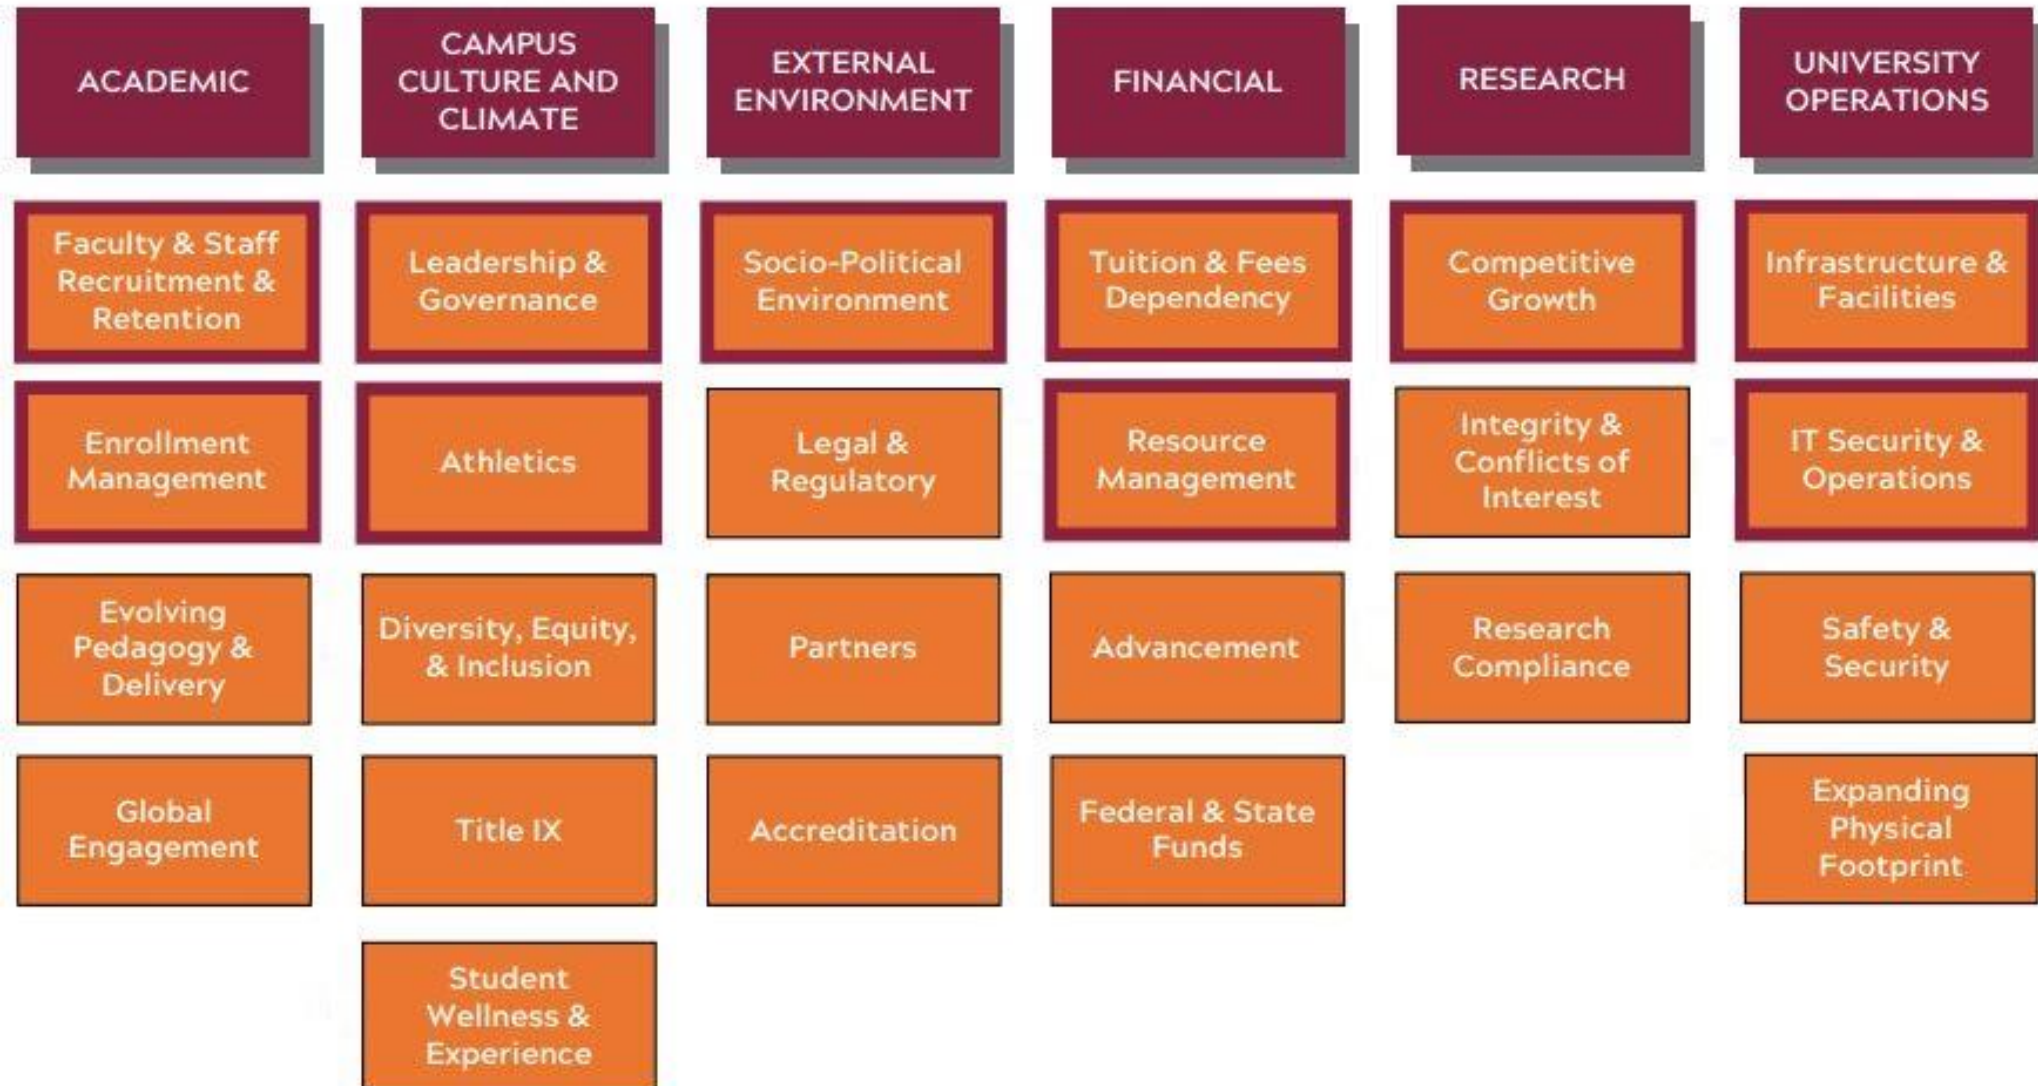 ACADEMIC
CAMPUS
CULTURE AND
CLIMATE
EXTERNAL
ENVIRONMENT
FINANCIAL
RESEARCH
UNIVERSITY
OPERATIONS
Faculty & Staff
Recruitment &
Retention
Leadership &
Governance
Socio-Political
Environment
Tuition & Fees
Dependency
Competitive
Growth
Infrastructure &
Facilities
Enrollment
Management
Athletics
Legal &
Regulatory
Resource
Management
Integrity &
Conflicts of
Interest
IT Security &
Operations
Evolving
Pedagogy &
Delivery
Diversity, Equity,
& Inclusion
Partners
Advancement
Research
Compliance
Safety &
Security
Global
Engagement
Title IX
Accreditation
Federal & State
Funds
Expanding
Physical
Footprint
Student
Wellness &
Experience